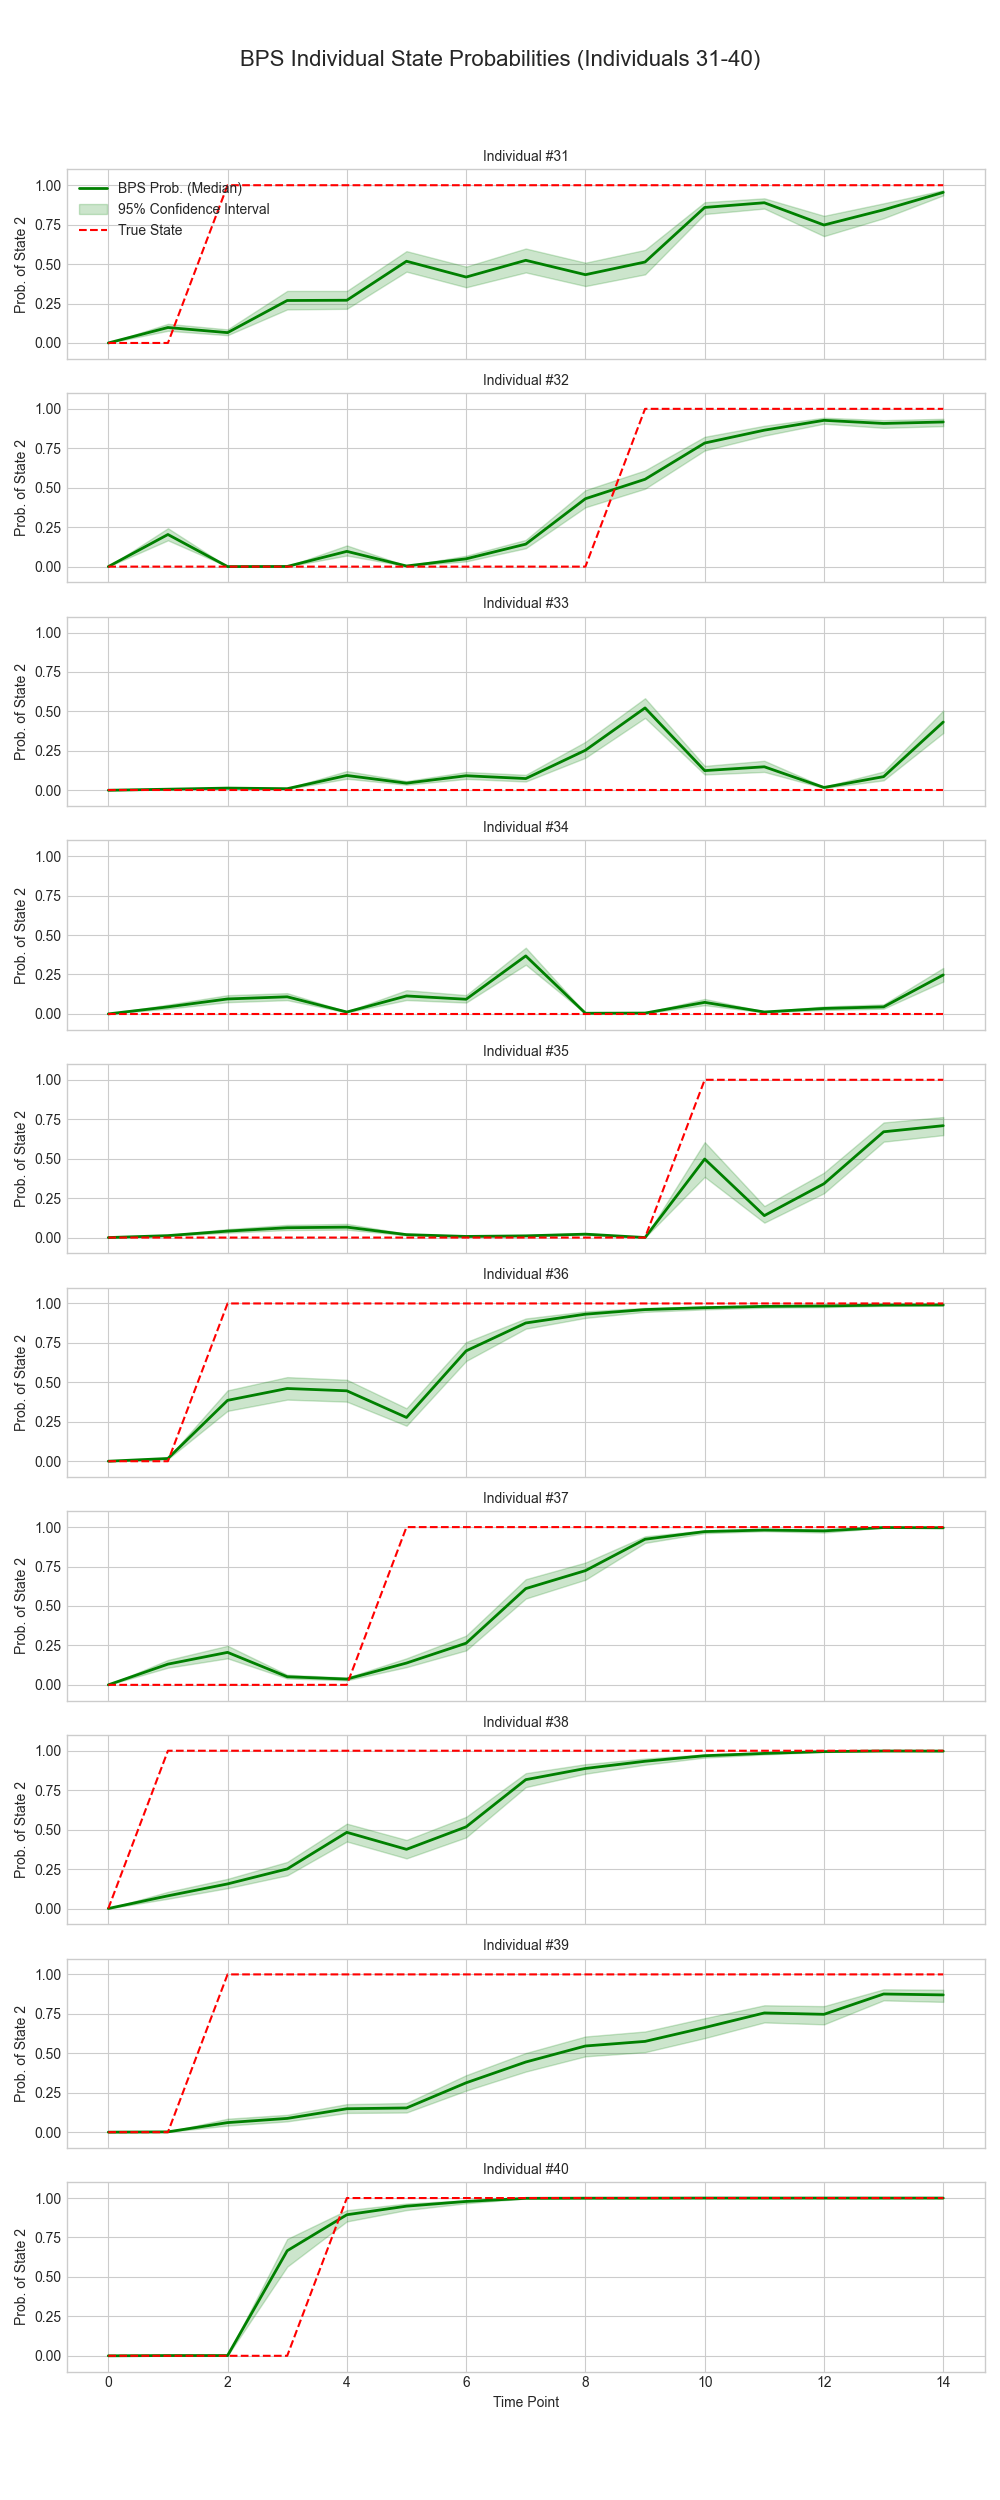 BPS Individual State Probabilities (Individuals 31-40)
Individual #31
1.00
0.75
0.50
0.25
0.00
Prob. of State 2
BPS Prob. (Median)
95% Confidence Interval
True State
Individual #32
1.00
0.75
0.50
0.25
0.00
Prob. of State 2
Individual #33
1.00
0.75
0.50
0.25
0.00
Prob. of State 2
Individual #34
1.00
0.75
0.50
0.25
0.00
Prob. of State 2
Individual #35
1.00
0.75
0.50
0.25
0.00
Prob. of State 2
Individual #36
1.00
0.75
0.50
0.25
0.00
Prob. of State 2
Individual #37
1.00
0.75
0.50
0.25
0.00
Prob. of State 2
Individual #38
1.00
0.75
0.50
0.25
0.00
Prob. of State 2
Individual #39
1.00
0.75
0.50
0.25
0.00
Prob. of State 2
Individual #40
1.00
0.75
0.50
0.25
0.00
Prob. of State 2
0 2 4 6 8 10 12 14
Time Point